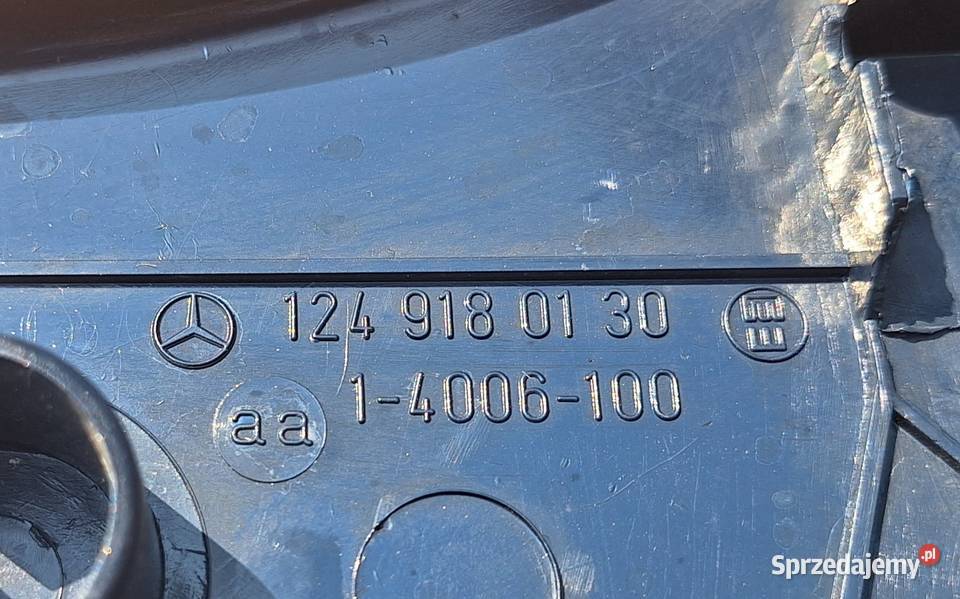 124 918 01 30
1-4006-100
aa
Sprzedajemy.pl